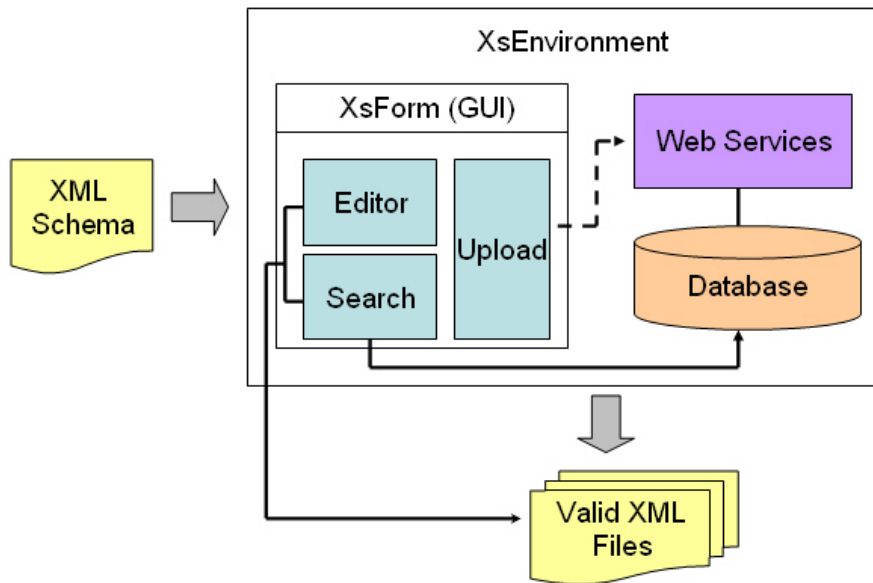 XsEnvironment
XsForm (GUI)
Web Services
XML
Schema
Editor
Upload
Search
Database
Valid XML
Files